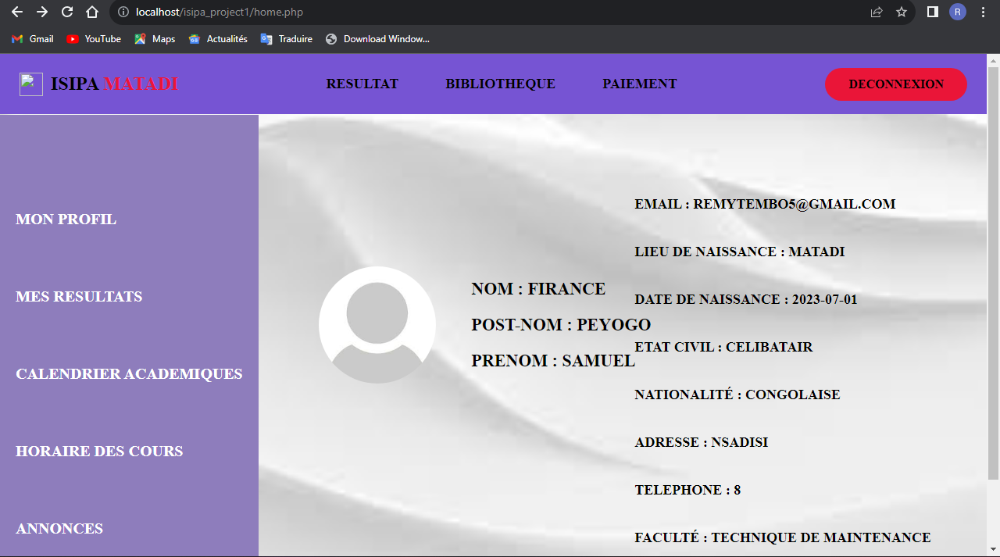 localhost/isipa_project1/home.php
R
Gmail YouTube Maps Actualités Traduire Download Window...
ISIPA MATADI RESULTAT BIBLIOTHEQUE PAIEMENT DECONNEXION
MON PROFIL
MES RESULTATS
CALENDRIER ACADEMIQUES
HORAIRE DES COURS
ANNONCES
NOM : FIRANCE
POST-NOM : PEYOGO
PRENOM : SAMUEL
EMAIL : REMYTEMBO5@GMAIL.COM
LIEU DE NAISSANCE : MATADI
DATE DE NAISSANCE : 2023-07-01
ETAT CIVIL : CELIBATAIR
NATIONALITÉ : CONGOLAISE
ADRESSE : NSADISI
TELEPHONE : 8
FACULTÉ : TECHNIQUE DE MAINTENANCE